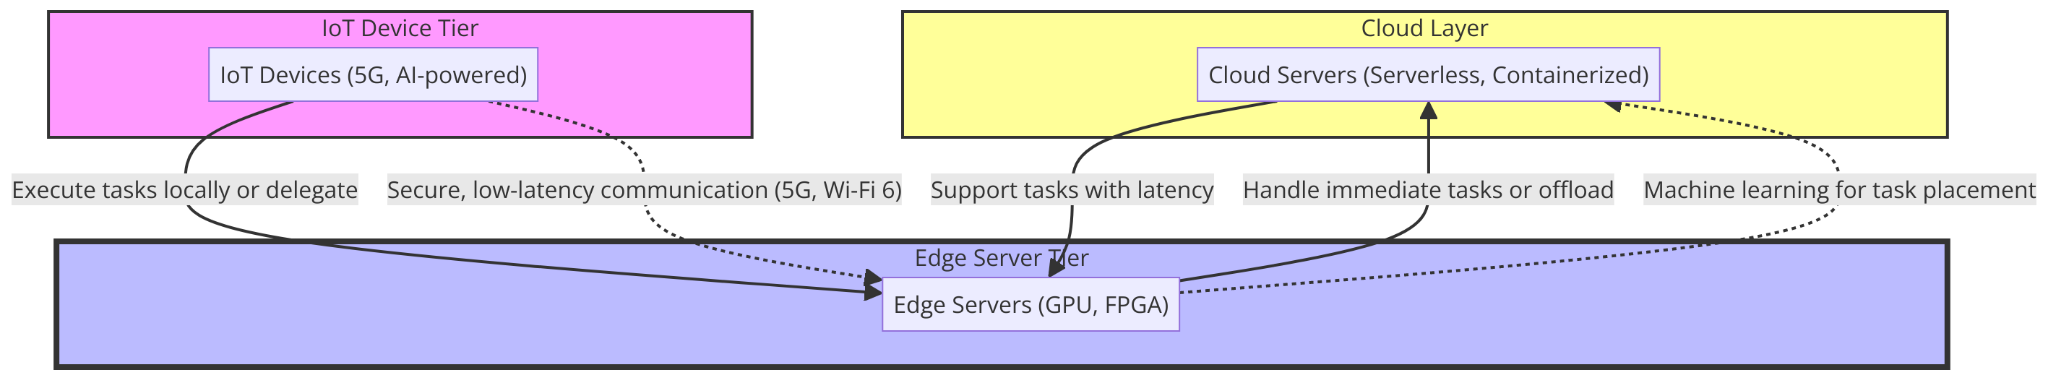 IoT Device Tier
Cloud Layer
IoT Devices (5G, AI-powered)
Cloud Servers (Serverless, Containerized)
Execute tasks locally or delegate
Secure, low-latency communication (5G, Wi-Fi 6)
Support tasks with latency
Handle immediate tasks or offload
Machine learning for task placement
Edge Server Tier
Edge Servers (GPU, FPGA)